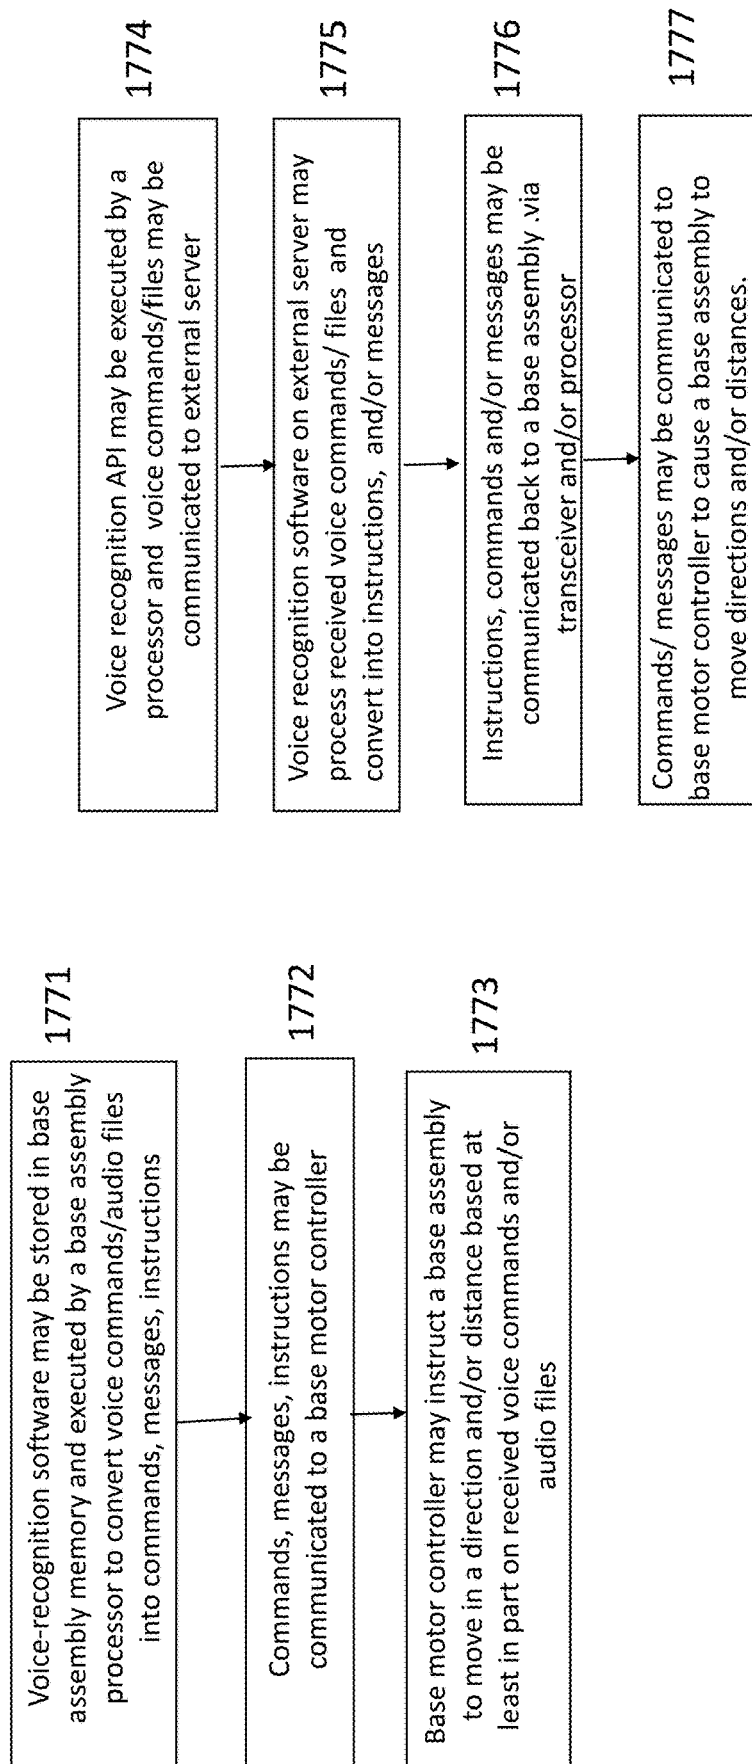 Voice-recognition software may be stored in base
assembly memory and executed by a base assembly
processor to convert voice commands/audio files
into commands, messages, instructions
1771
Commands, messages, instructions may be
communicated to a base motor controller
1772
Base motor controller may instruct a base assembly
to move in a direction and/or distance based at
least in part on received voice commands and/or
audio files
1773
Voice recognition API may be executed by a
processor and voice commands/files may be
communicated to external server
1774
Voice recognition software on external server may
process received voice commands/ files and
convert into instructions, and/or messages
1775
Instructions, commands and/or messages may be
communicated back to a base assembly .via
transceiver and/or processor
1776
Commands/ messages may be communicated to
base motor controller to cause a base assembly to
move directions and/or distances.
1777